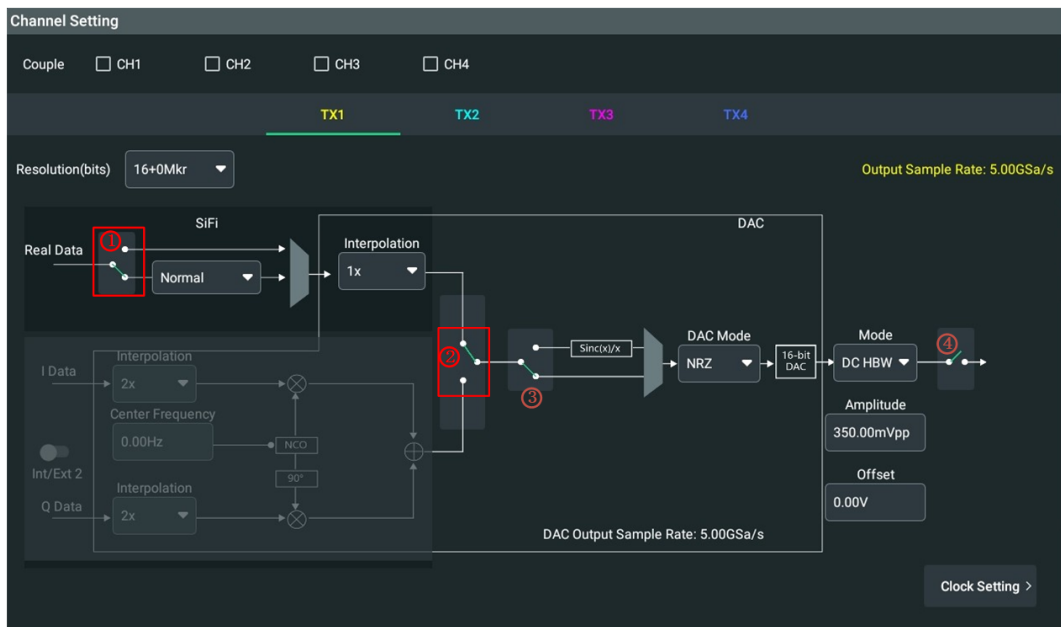 Channel Setting
Couple CH1 CH2 CH3 CH4
TX1 TX2 TX3 TX4
Resolution(bits) 16+0Mkr Output Sample Rate: 5.00GSa/s
SiFi DAC
Real Data ① Normal
Interpolation
1x
②
Sinc(x)/x
③
DAC Mode
NRZ
16-bit
DAC
Mode
DC HBW
④
Amplitude
350.00mVpp
Offset
0.00V
Interpolation
I Data 2x
Center Frequency
0.00Hz
NCO
Int/Ext 2
90°
Interpolation
Q Data 2x
DAC Output Sample Rate: 5.00GSa/s
Clock Setting >